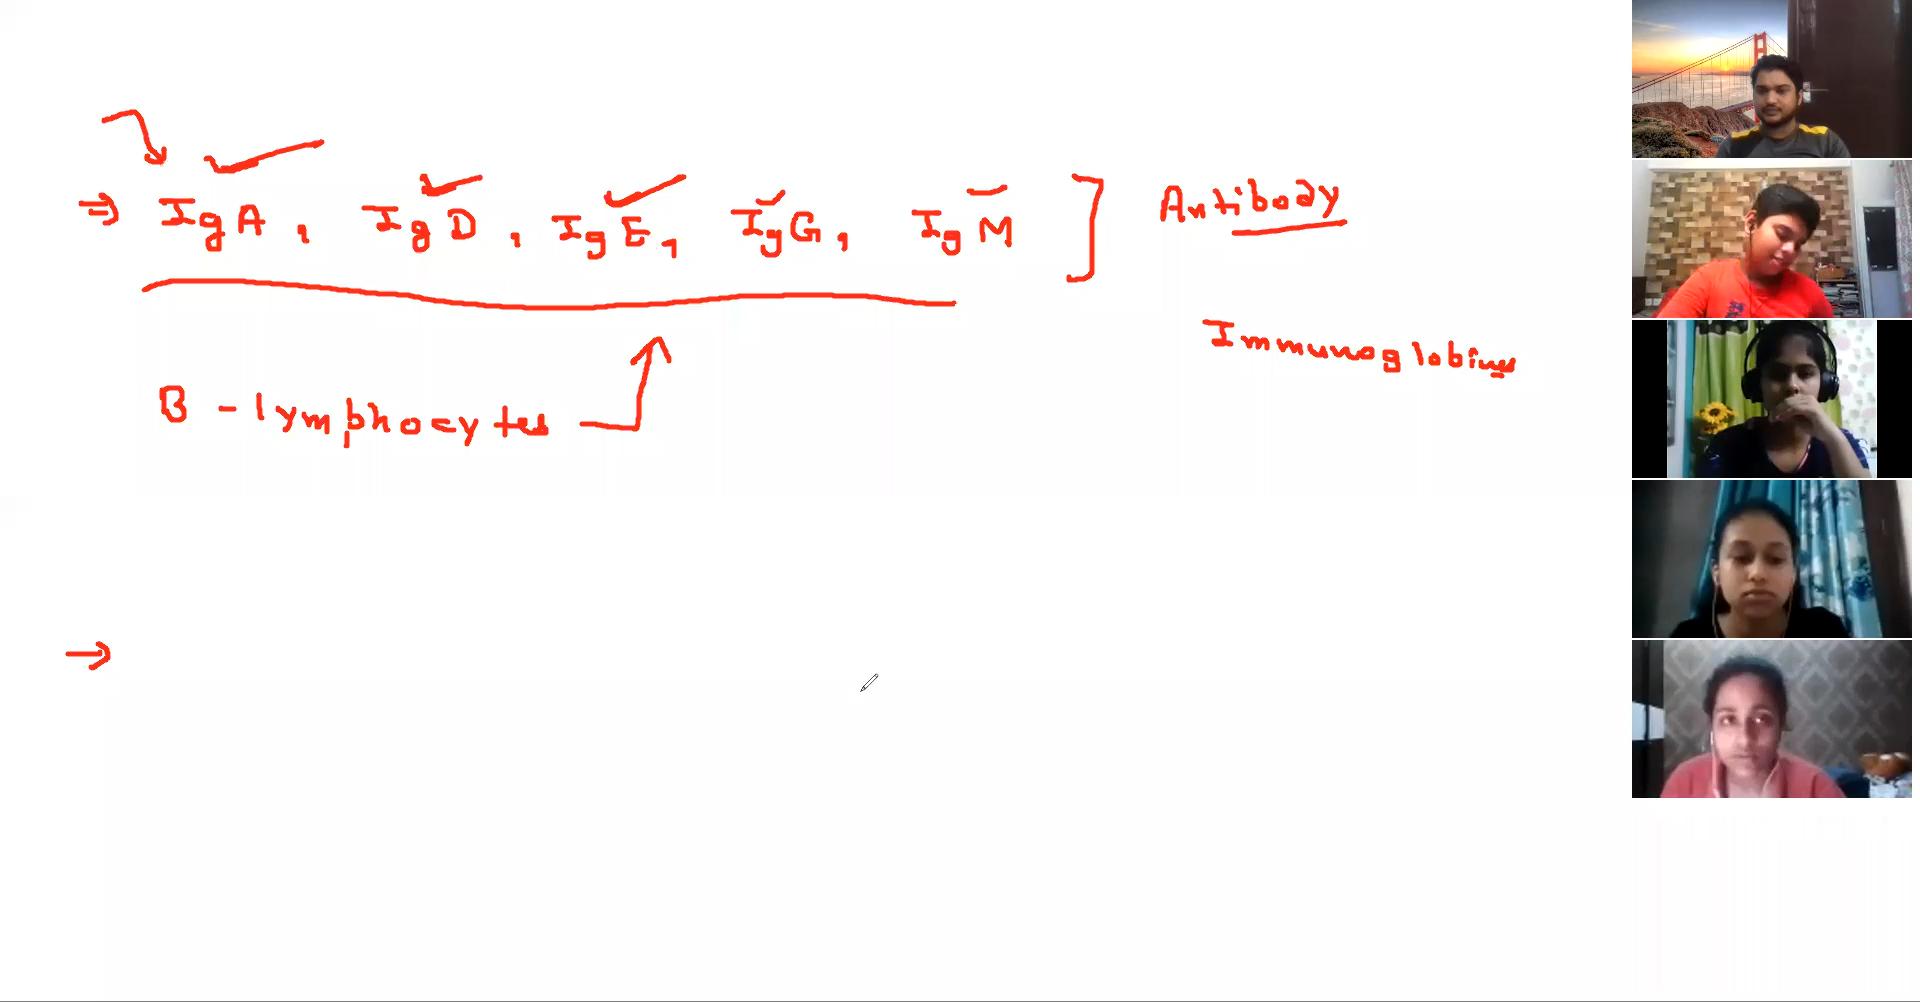 → IgA, IgD, IgE, IgG, IgM ] Antibody
Immunoglobins
B - lymphocytes
→